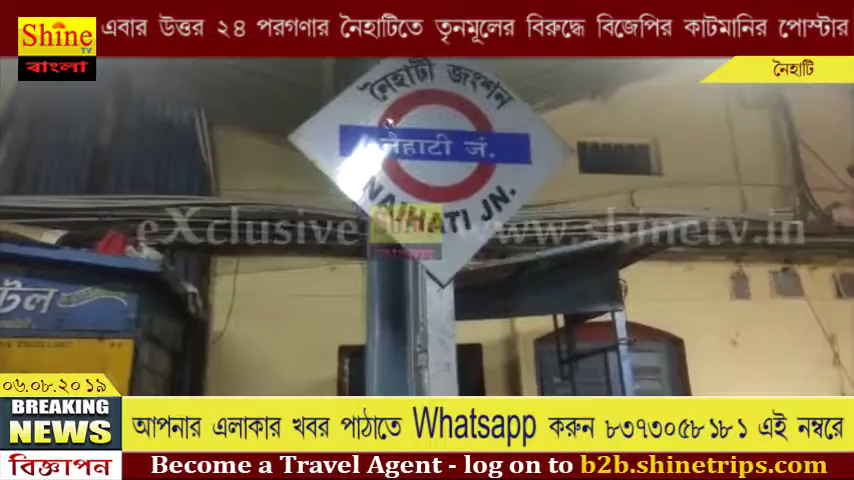 Shine
TV
বাংলা
এবার উত্তর ২৪ পরগণার নৈহাটিতে তৃনমূলের বিরুদ্ধে বিজেপির কাটমানির পোস্টার
নৈহাটি
নৈহাটী জংশন
नैहाटी जं.
NAIHATI JN.
eXclusive Shine www.shinetv.in
বাংলা
টল
০৬.০৮.২০১৯
BREAKING
NEWS
আপনার এলাকার খবর পাঠাতে Whatsapp করুন ৮৩৭৩০৫৮১৮১ এই নম্বরে
বিজ্ঞাপন
Become a Travel Agent - log on to b2b.shinetrips.com